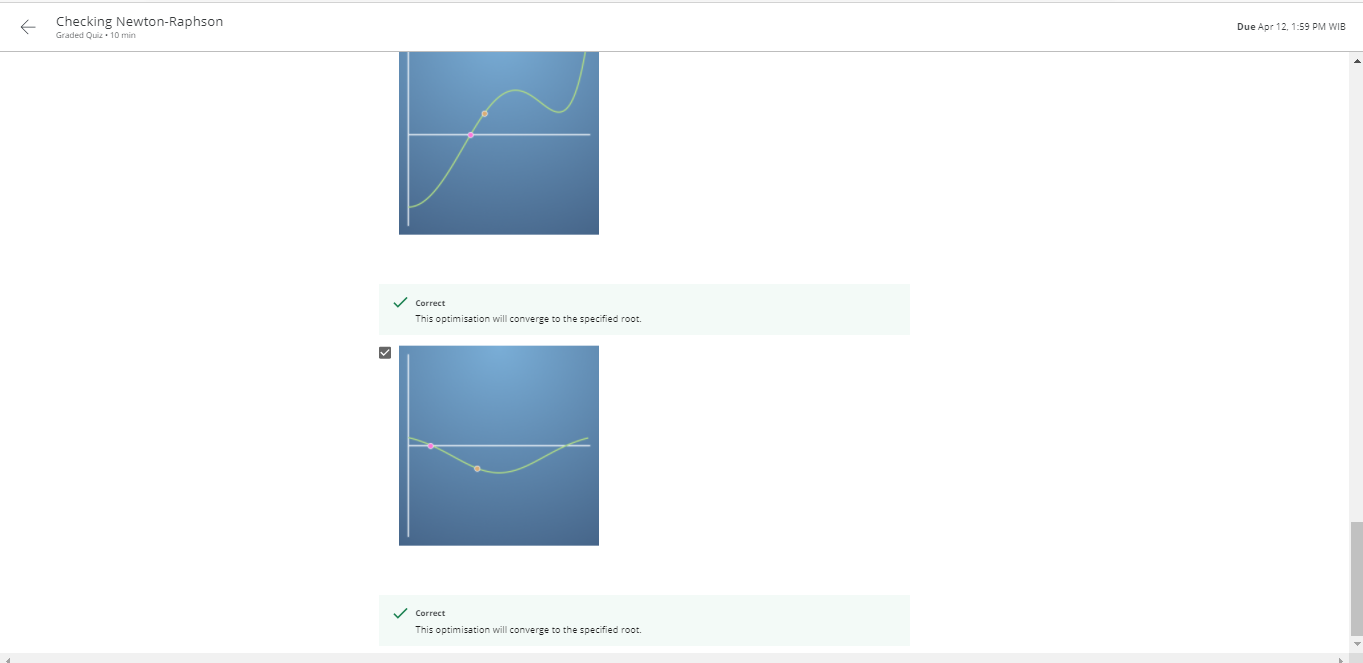 Checking Newton-Raphson
Graded Quiz • 10 min
Due Apr 12, 1:59 PM WIB
Correct
This optimisation will converge to the specified root.
Correct
This optimisation will converge to the specified root.